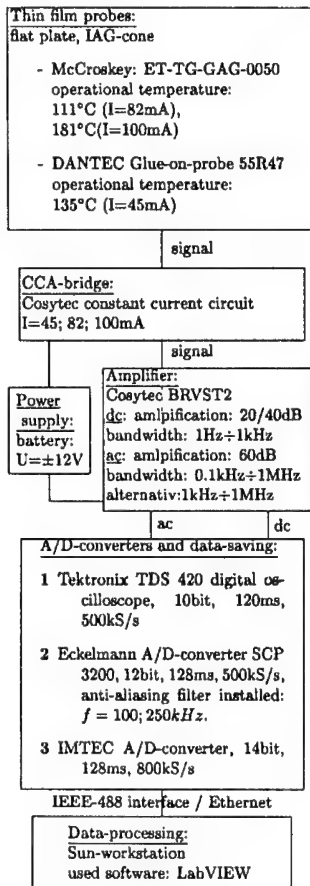 Thin film probes:
flat plate, IAG-cone
- McCroskey: ET-TG-GAG-0050
operational temperature:
111°C (I=82mA),
181°C(I=100mA)
- DANTEC Glue-on-probe 55R47
operational temperature:
135°C (I=45mA)
signal
CCA-bridge:
Cosytec constant current circuit
I=45; 82; 100mA
signal
Power
supply:
battery:
U=±12V
Amplifier:
Cosytec BRVST2
dc: amlpification: 20/40dB
bandwidth: 1Hz÷1kHz
ac: amlpification: 60dB
bandwidth: 0.1kHz÷1MHz
alternativ:1kHz÷1MHz
ac
dc
A/D-converters and data-saving:
1 Tektronix TDS 420 digital os-
cilloscope, 10bit, 120ms,
500kS/s
2 Eckelmann A/D-converter SCP
3200, 12bit, 128ms, 500kS/s,
anti-aliasing filter installed:
f = 100; 250kHz.
3 IMTEC A/D-converter, 14bit,
128ms, 800kS/s
IEEE-488 interface / Ethernet
Data-processing:
Sun-workstation
used software: LabVIEW